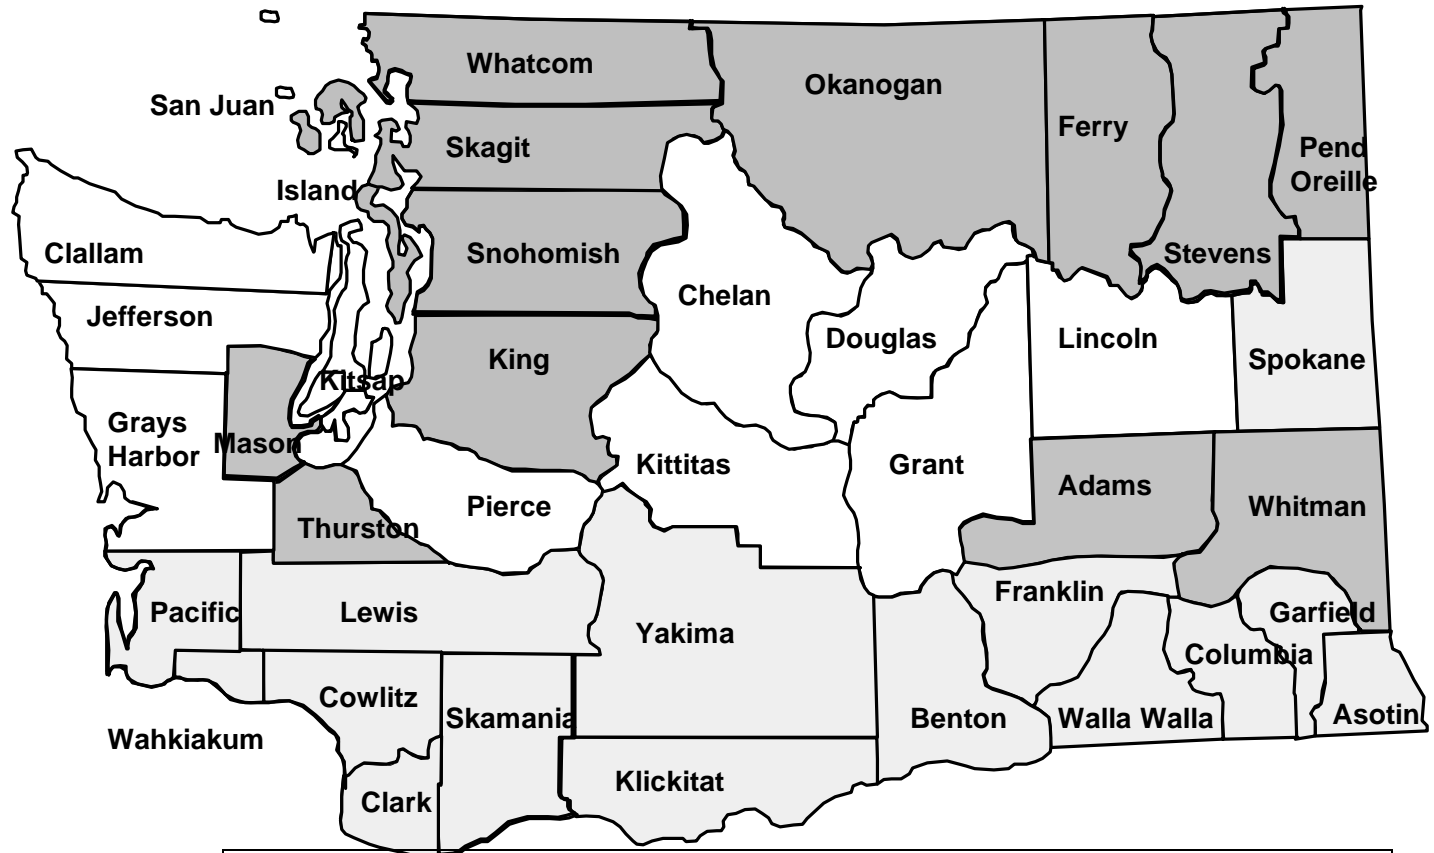 Whatcom
Okanogan
San Juan
Ferry
Skagit
Pend
Oreille
Island
Clallam
Snohomish
Stevens
Chelan
Jefferson
Douglas
Lincoln
King
Spokane
Kitsap
Grays
Harbor
Mason
Kittitas
Grant
Adams
Pierce
Whitman
Thurston
Franklin
Pacific
Lewis
Garfield
Yakima
Columbia
Cowlitz
Skamania
Benton
Walla Walla
Asotin
Wahkiakum
Klickitat
Clark